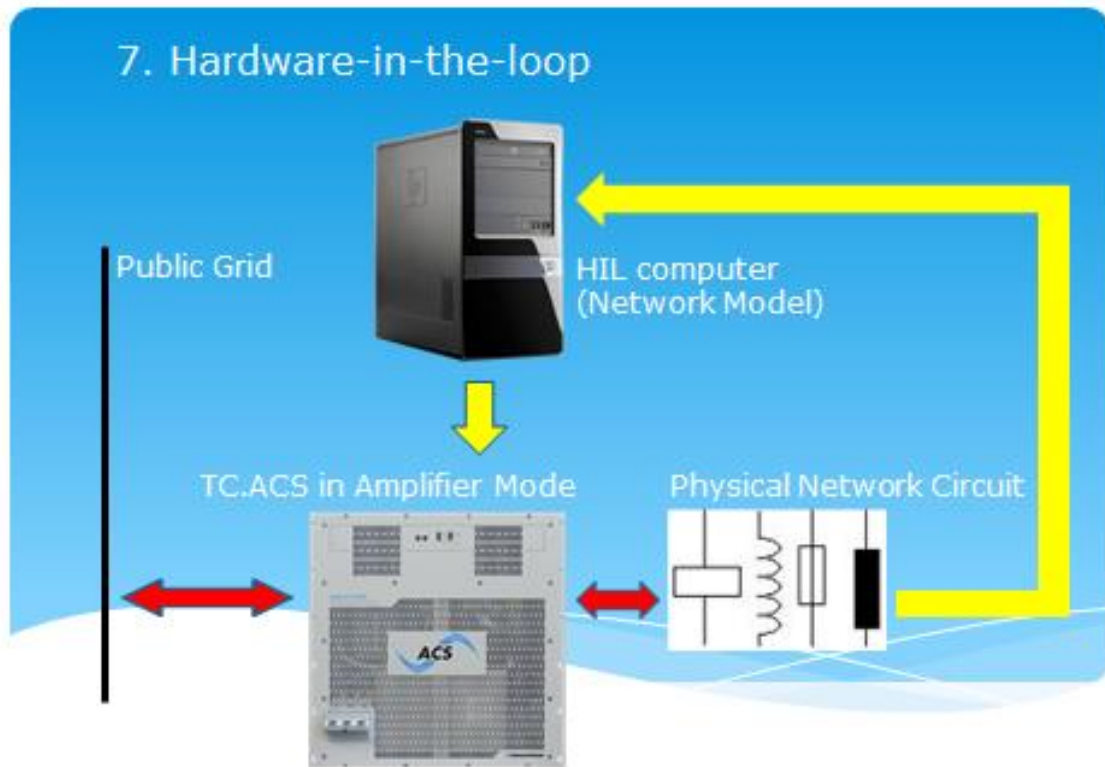 7. Hardware-in-the-loop
Public Grid
HIL computer
(Network Model)
TC.ACS in Amplifier Mode
Physical Network Circuit
ACS